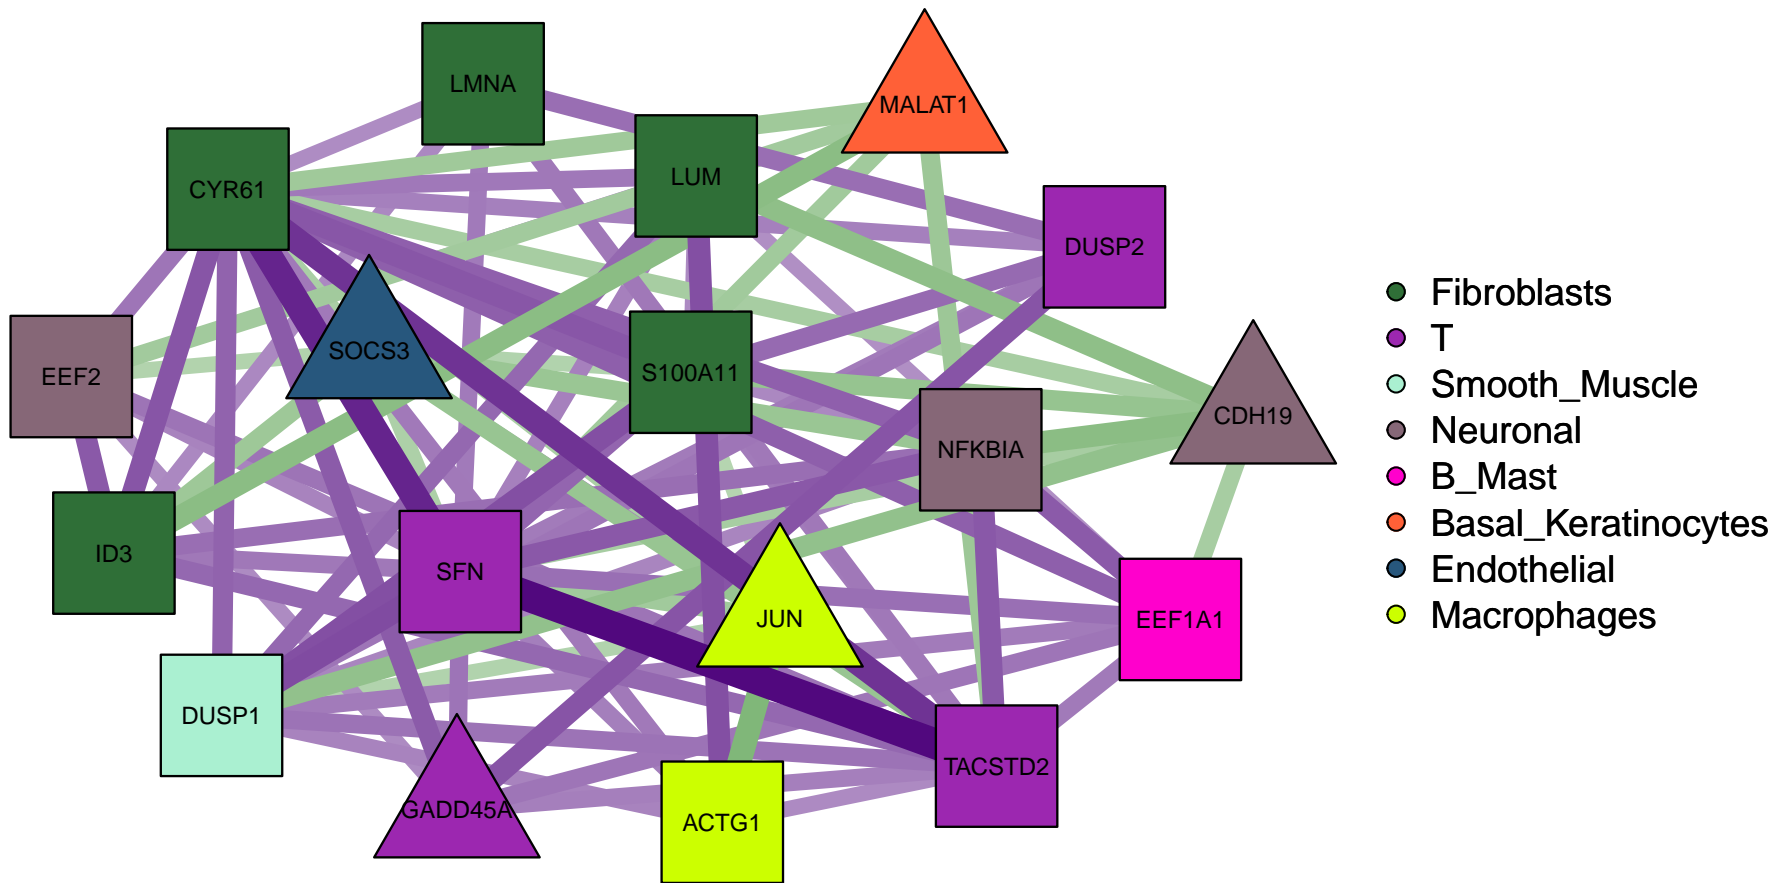 LMNA
MALAT1
CYR61
LUM
DUSP2
SOCS3
EEF2
S100A11
CDH19
NFKBIA
ID3
SFN
JUN
EEF1A1
DUSP1
TACSTD2
GADD45A
ACTG1
Fibroblasts
T
Smooth_Muscle
Neuronal
B_Mast
Basal_Keratinocytes
Endothelial
Macrophages